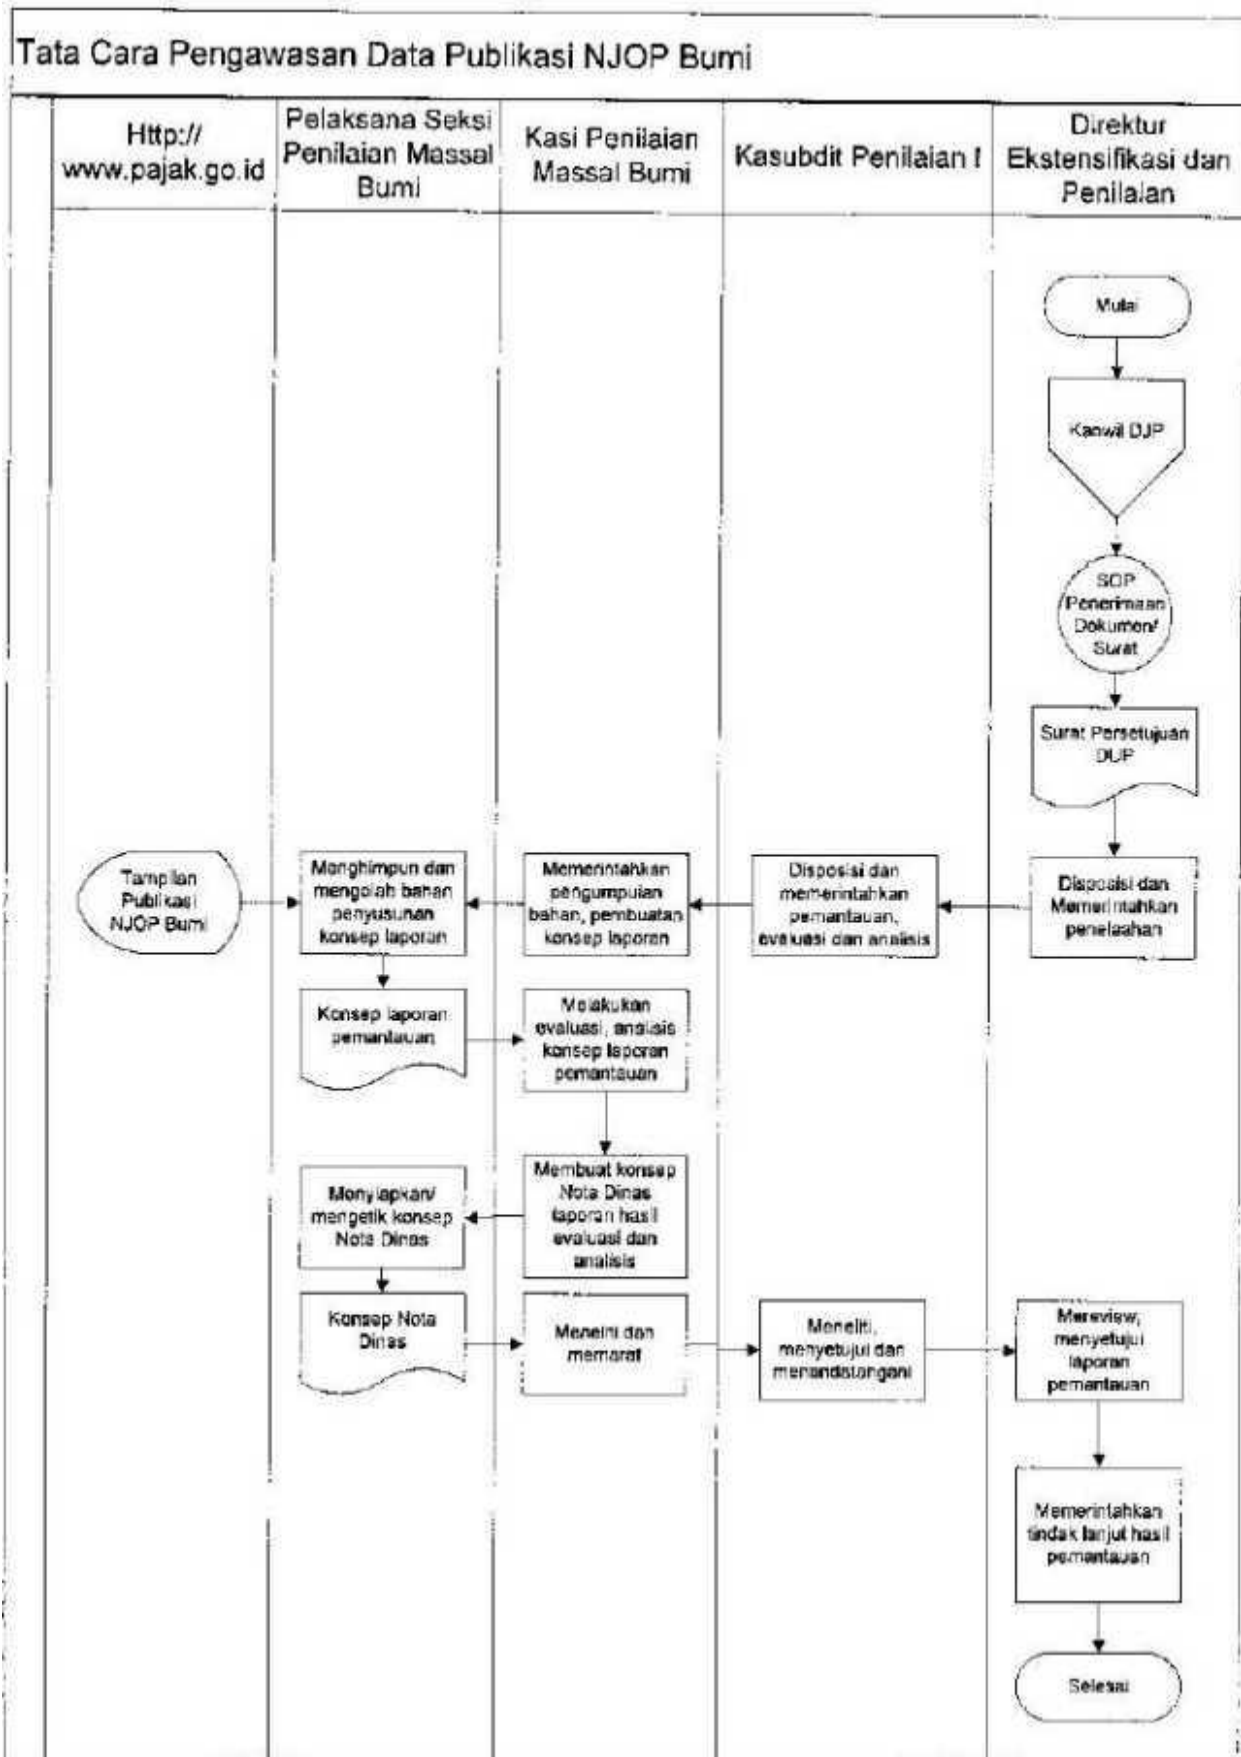 Tata Cara Pengawasan Data Publikasi NJOP Bumi
Http://
www.pajak.go.id
Pelaksana Seksi
Penilaian Massal
Bumi
Kasi Penilaian
Massal Bumi
Kasubdit Penilaian I
Direktur
Ekstensifikasi dan
Penilaian
Mulai
Kanwil DJP
SOP
Penerimaan
Dokumen/
Surat
Surat Persetujuan
DUP
Tampilan
Publikasi
NJOP Bumi
Menghimpun dan
mengolah bahan
penyusunan
konsep laporan
Memerintahkan
pengumpulan
bahan, pembuatan
konsep laporan
Disposisi dan
memerintahkan
pemantauan,
evaluasi dan analisis
Disposisi dan
Memerintahkan
penelaahan
Konsep laporan
pemantauan
Melakukan
evaluasi, analisis
konsep laporan
pemantauan
Menyiapkan/
mengetik konsep
Nota Dinas
Membuat konsep
Nota Dinas
laporan hasil
evaluasi dan
analisis
Konsep Nota
Dinas
Meneliti dan
memaraf
Meneliti,
menyetujui dan
menandatangani
Mereview,
menyetujui
laporan
pemantauan
Memerintahkan
tindak lanjut hasil
pemantauan
Selesai